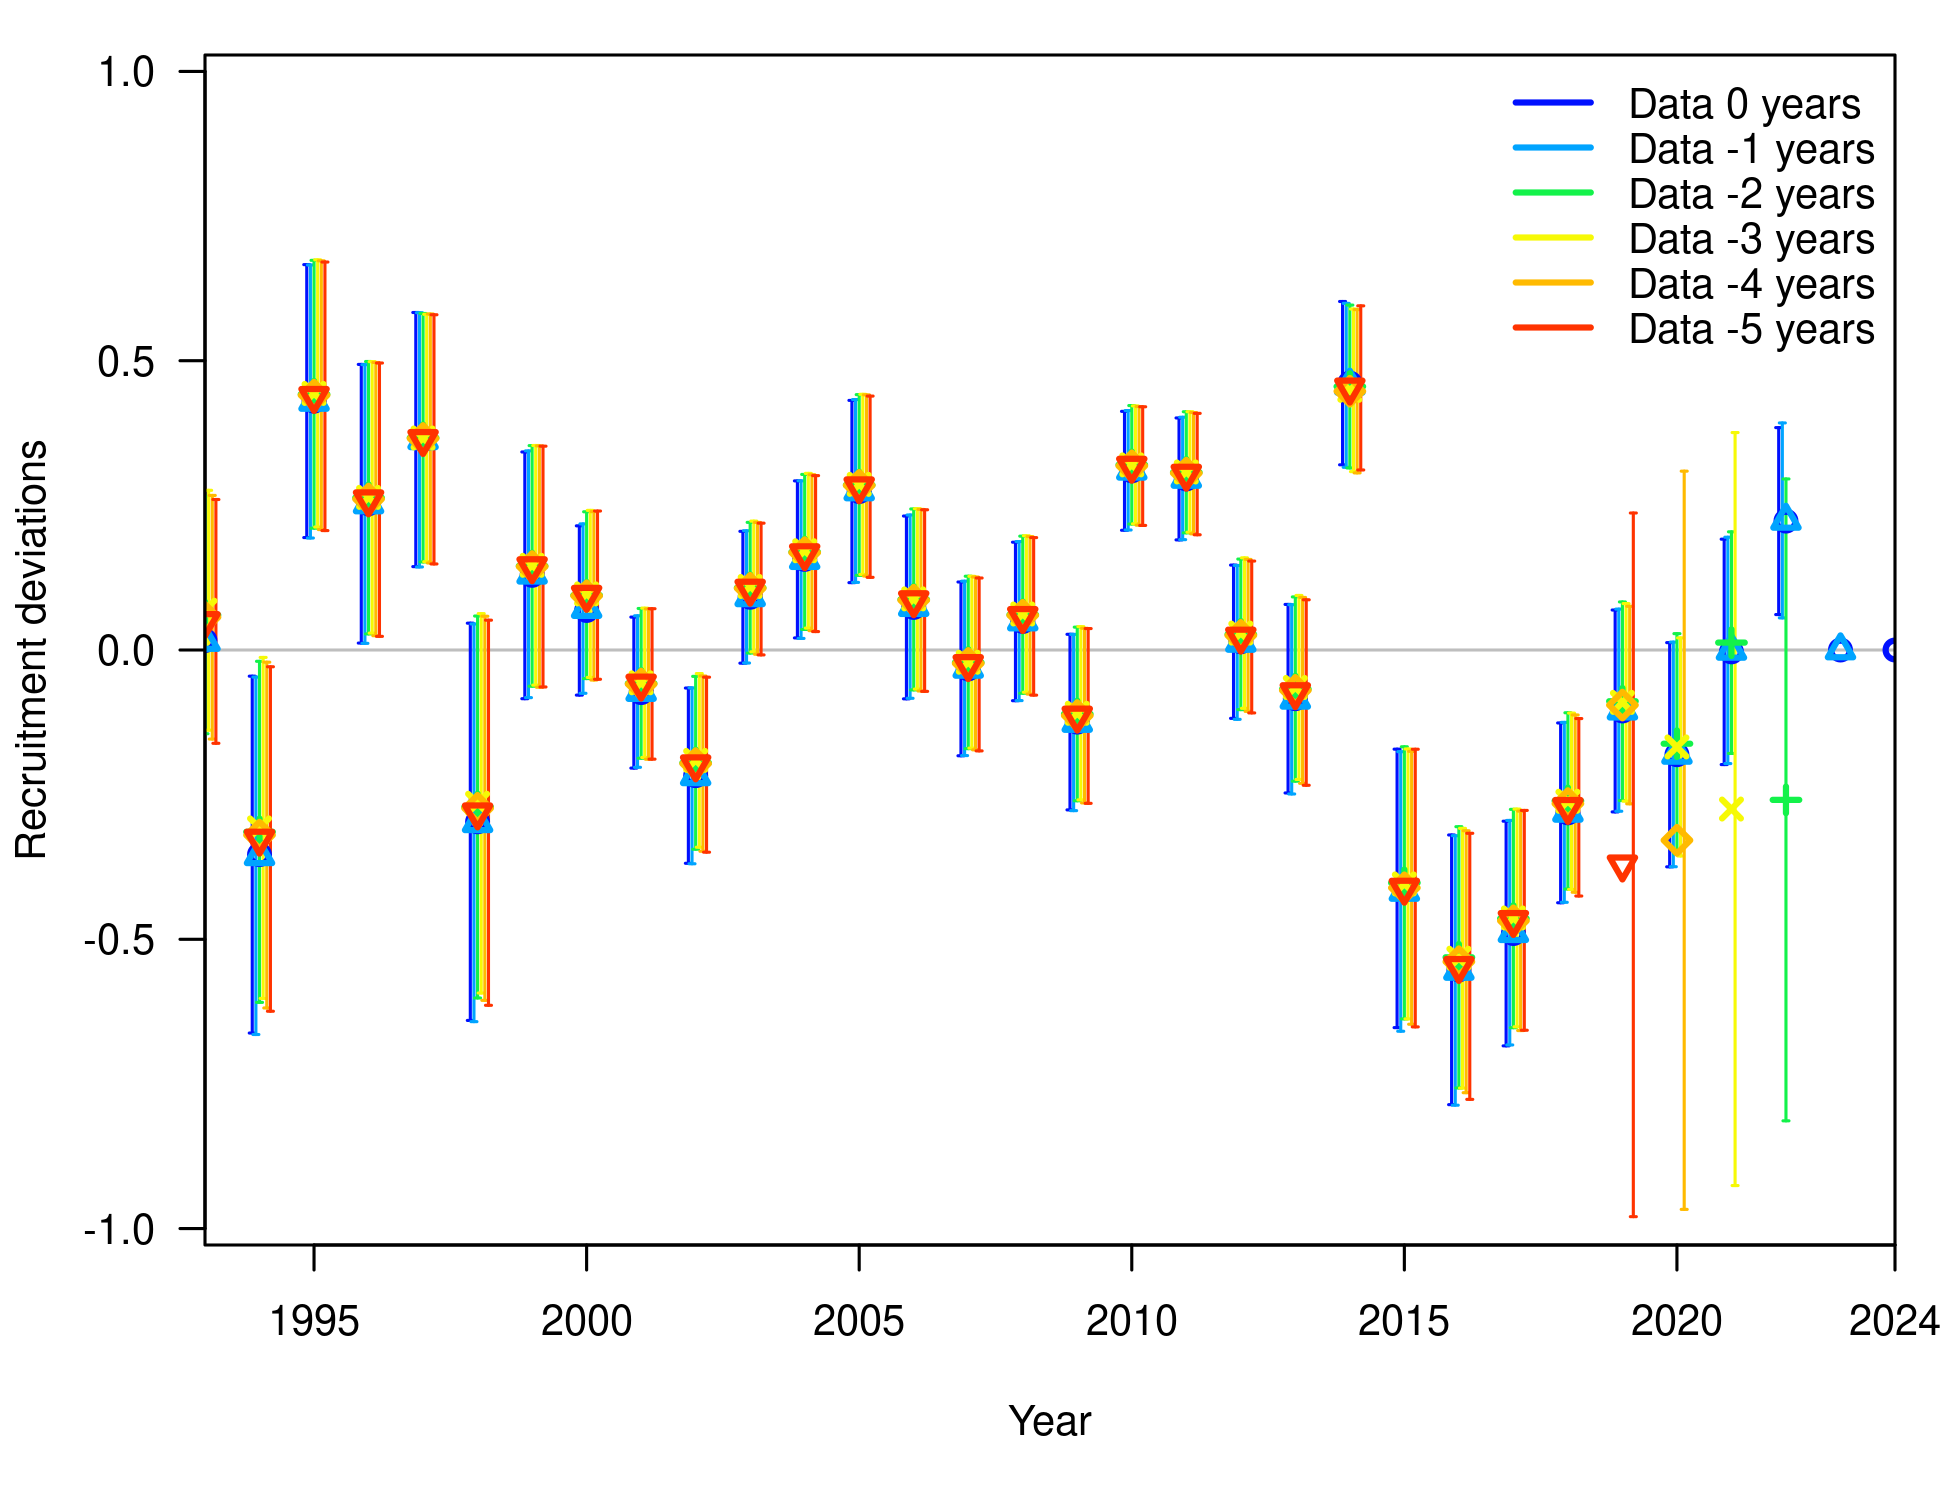 1.0
0.5
0.0
-0.5
-1.0
Recruitment deviations
Data 0 years
Data -1 years
Data -2 years
Data -3 years
Data -4 years
Data -5 years
1995 2000 2005 2010 2015 2020 2024
Year